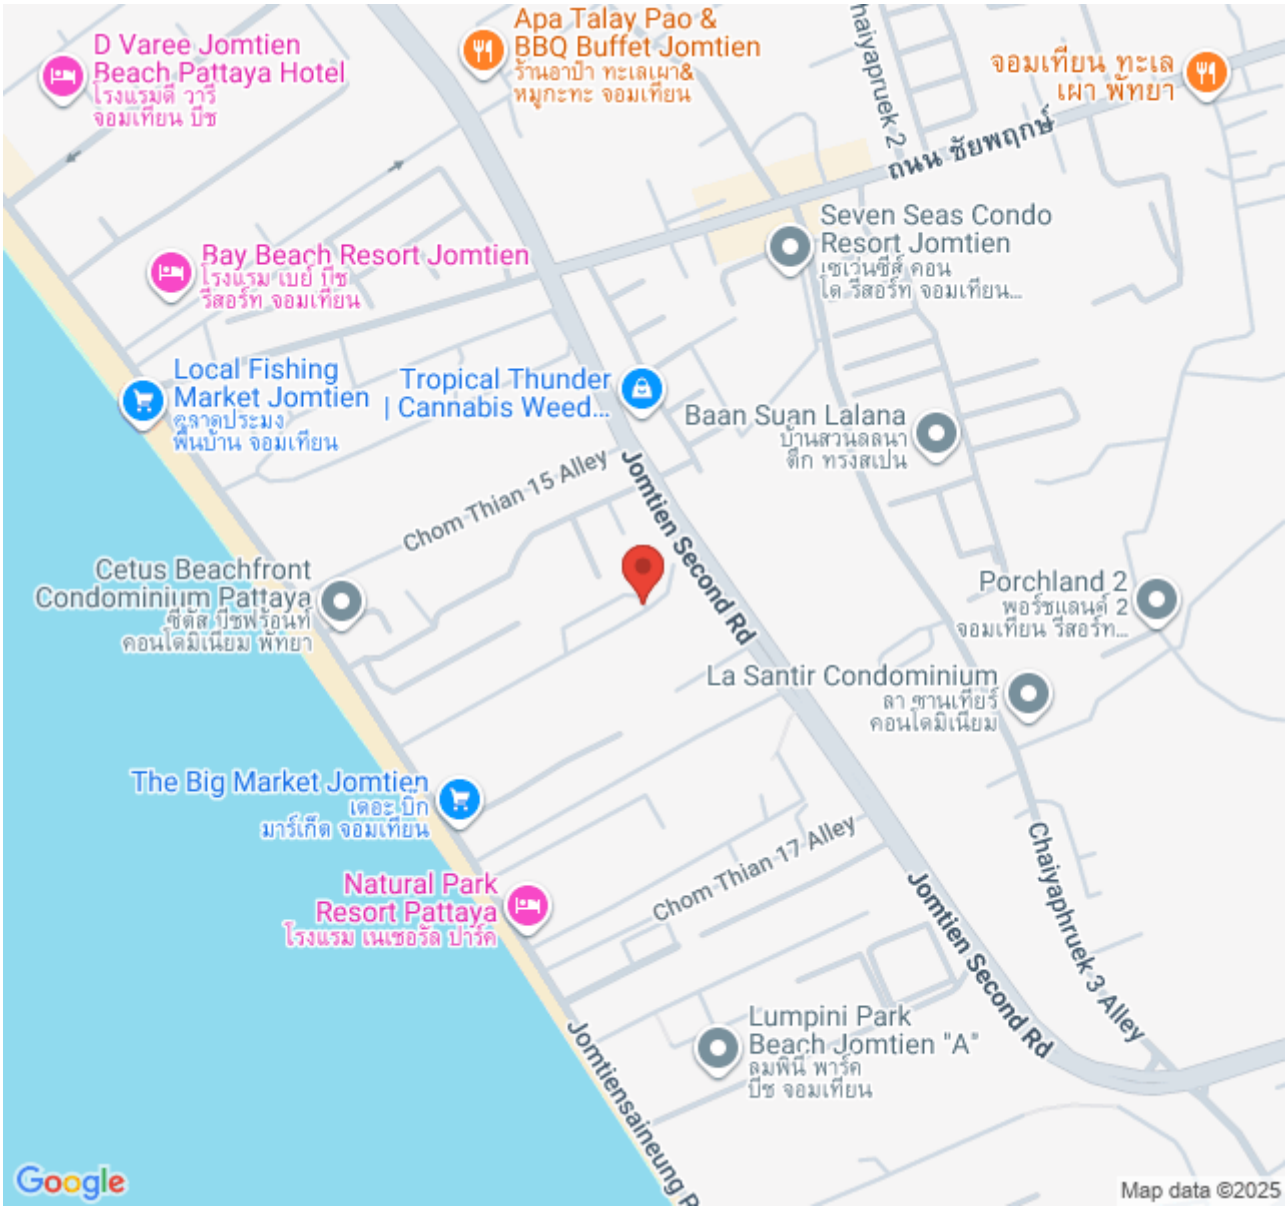 D Varee Jomtien
Beach Pattaya Hotel
โรงแรมดี วารี
จอมเทียน บีช
Apa Talay Pao &
BBQ Buffet Jomtien
ร้านอาป๋า ทะเลเผา&
หมูกะทะ จอมเทียน
Chaiyapruek 2
จอมเทียน ทะเล
เผา พัทยา
ถนน ชัยพฤกษ์
Bay Beach Resort Jomtien
โรงแรม เบย์ บีช
รีสอร์ท จอมเทียน
Seven Seas Condo
Resort Jomtien
เซเว่นซีส์ คอน
โด รีสอร์ท จอมเทียน...
Local Fishing
Market Jomtien
ตลาดประมง
พื้นบ้าน จอมเทียน
Tropical Thunder
| Cannabis Weed...
Baan Suan Lalana
บ้านสวนลลนา
ตึก ทรงสเปน
Chom Thian 15 Alley
Jomtien Second Rd
Cetus Beachfront
Condominium Pattaya
ซีตัส บีชฟร้อนท์
คอนโดมิเนียม พัทยา
Porchland 2
พอร์ชแลนด์ 2
จอมเทียน รีสอร์ท...
La Santir Condominium
ลา ซานเทียร์
คอนโดมิเนียม
The Big Market Jomtien
เดอะ บิ๊ก
มาร์เก็ต จอมเทียน
Chom Thian 17 Alley
Chaiyaphruek 3 Alley
Natural Park
Resort Pattaya
โรงแรม เนเชอรัล ปาร์ค
Jomtien Second Rd
Lumpini Park
Beach Jomtien "A"
ลุมพินี พาร์ค
บีช จอมเทียน
Jomtiensaineung R
Google
Map data ©2025